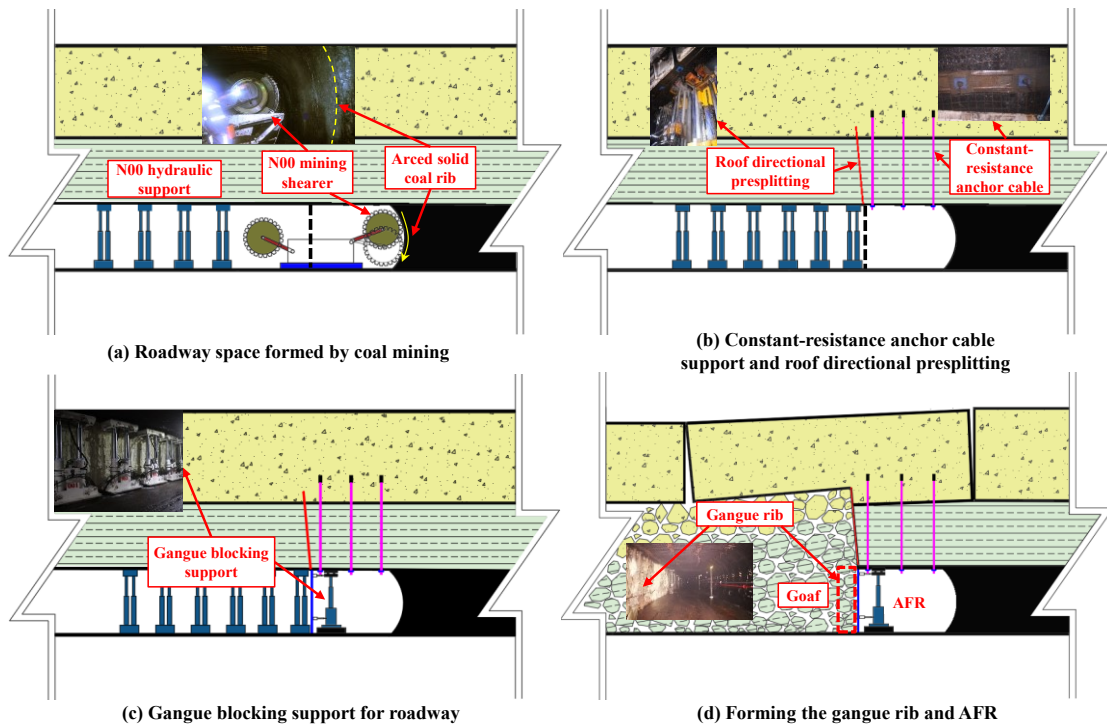 N00 hydraulic
support
N00 mining
shearer
Arced solid
coal rib
(a) Roadway space formed by coal mining
Roof directional
presplitting
Constant-
resistance
anchor cable
(b) Constant-resistance anchor cable
support and roof directional presplitting
Gangue blocking
support
(c) Gangue blocking support for roadway
Gangue rib
Goaf
AFR
(d) Forming the gangue rib and AFR